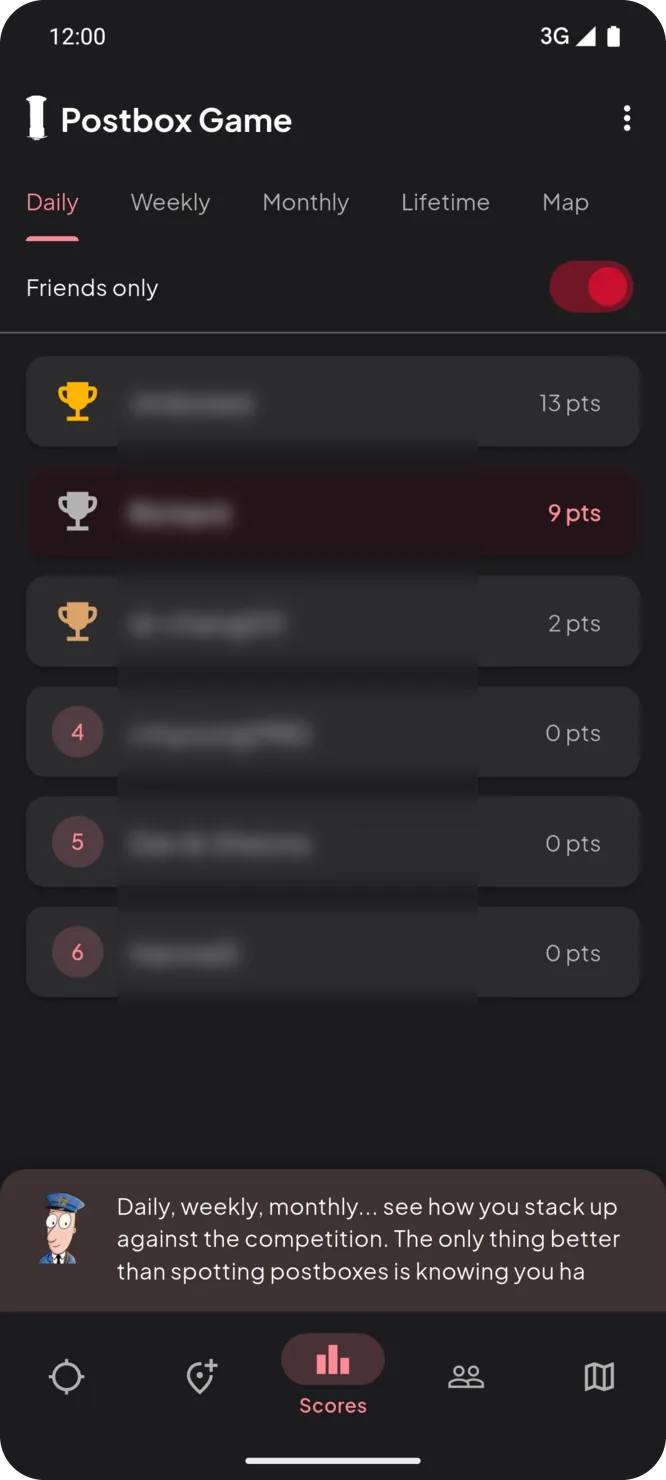 12:00
3G
Postbox Game
Daily Weekly Monthly Lifetime Map
Friends only
13 pts
9 pts
2 pts
4 0 pts
5 0 pts
6 0 pts
Daily, weekly, monthly... see how you stack up
against the competition. The only thing better
than spotting postboxes is knowing you ha
Scores